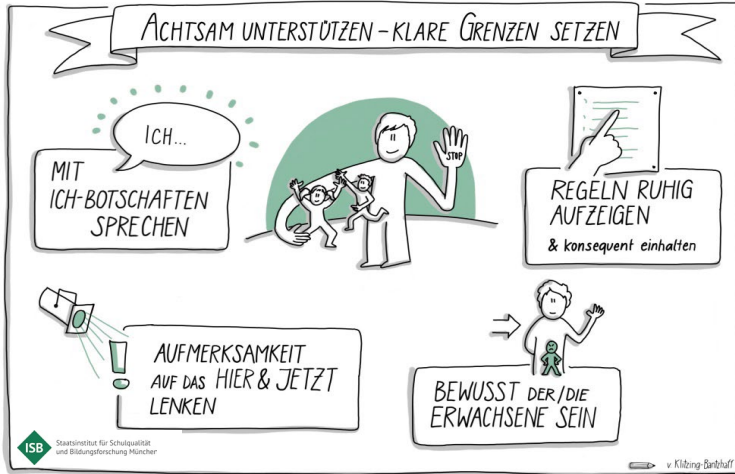 ACHTSAM UNTERSTÜTZEN – KLARE GRENZEN SETZEN
ICH...
MIT
ICH-BOTSCHAFTEN
SPRECHEN
STOP
REGELN RUHIG
AUFZEIGEN
& konsequent einhalten
AUFMERKSAMKEIT
AUF DAS HIER & JETZT
LENKEN
BEWUSST DER/DIE
ERWACHSENE SEIN
ISB
Staatsinstitut für Schulqualität
und Bildungsforschung München
v. Klitzing-Bantzhaff